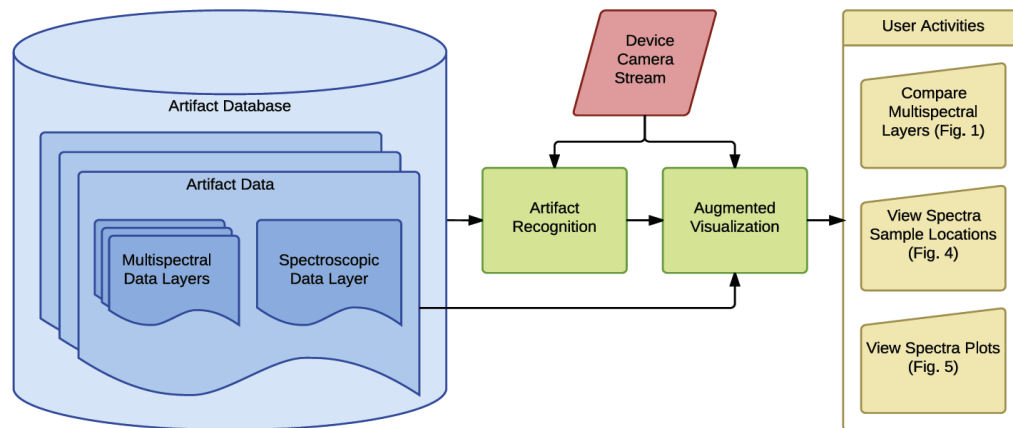 Artifact Database
Artifact Data
Multispectral
Data Layers
Spectroscopic
Data Layer
Device
Camera
Stream
Artifact
Recognition
Augmented
Visualization
User Activities
Compare
Multispectral
Layers (Fig. 1)
View Spectra
Sample Locations
(Fig. 4)
View Spectra Plots
(Fig. 5)